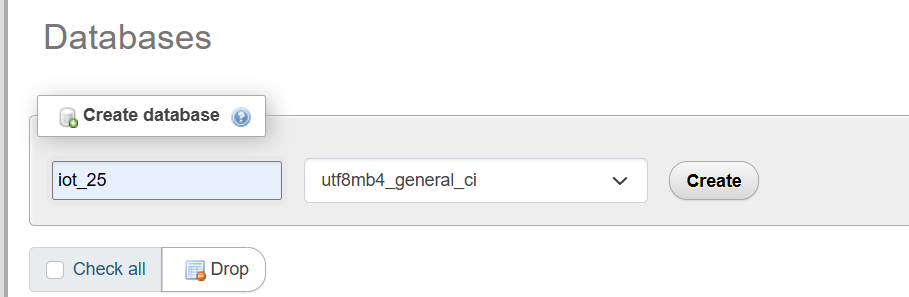 Databases
Create database
iot_25
utf8mb4_general_ci
Create
Check all
Drop